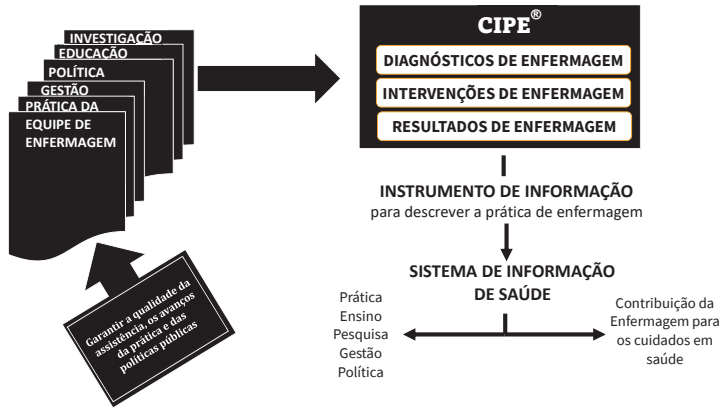 INVESTIGAÇÃO
EDUCAÇÃO
POLÍTICA
GESTÃO
PRÁTICA DA
EQUIPE DE
ENFERMAGEM
Garantir a qualidade da
assistência, os avanços
da prática e das
políticas públicas
CIPE®
DIAGNÓSTICOS DE ENFERMAGEM
INTERVENÇÕES DE ENFERMAGEM
RESULTADOS DE ENFERMAGEM
INSTRUMENTO DE INFORMAÇÃO
para descrever a prática de enfermagem
SISTEMA DE INFORMAÇÃO
DE SAÚDE
Prática
Ensino
Pesquisa
Gestão
Política
Contribuição da
Enfermagem para
os cuidados em
saúde